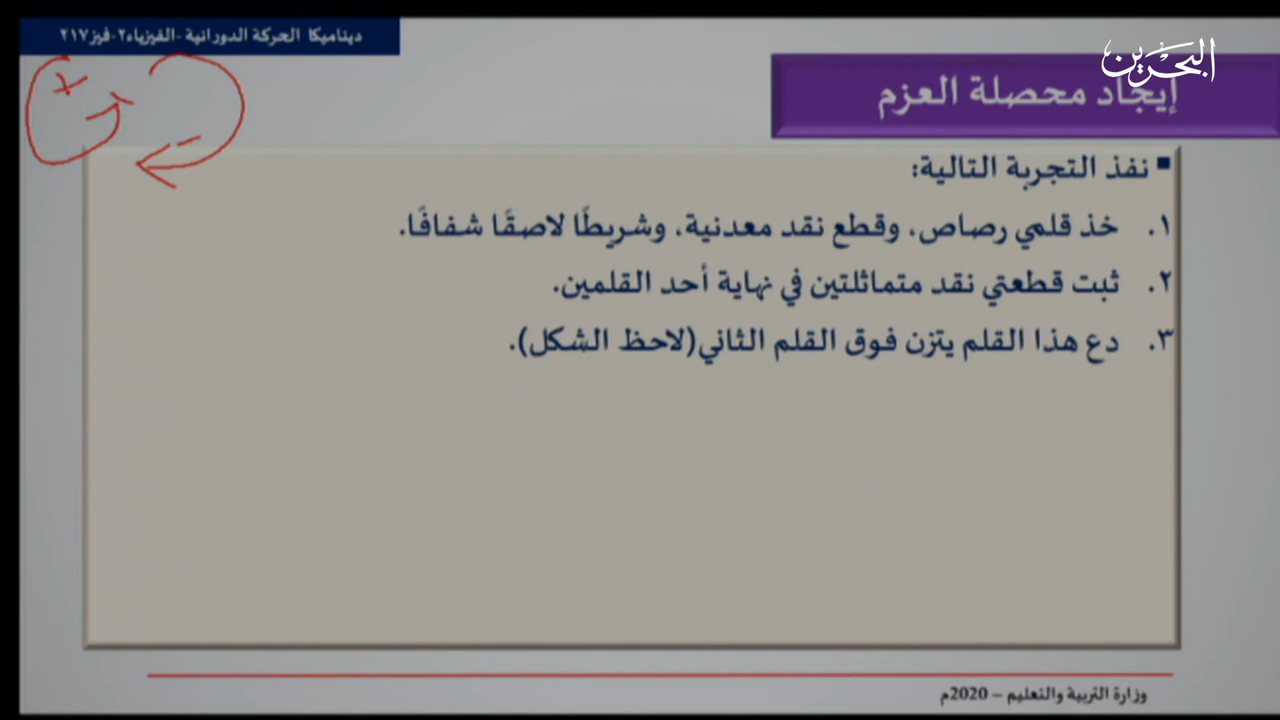 ديناميكا الحركة الدورانية -الفيزياء٢-فيز٢١٧
البحرين
إيجاد محصلة العزم
▪ نفذ التجربة التالية:
١. خذ قلمي رصاص، وقطع نقد معدنية، وشريطًا لاصقًا شفافًا.
٢. ثبت قطعتي نقد متماثلتين في نهاية أحد القلمين.
٣. دع هذا القلم يتزن فوق القلم الثاني(لاحظ الشكل).
وزارة التربية والتعليم – 2020م
+
-